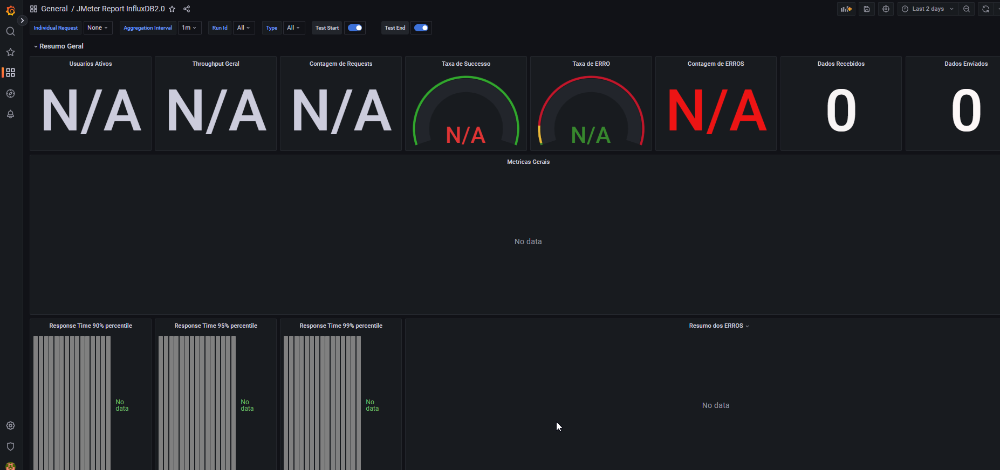 General / JMeter Report InfluxDB2.0
Last 2 days
Individual Request None Aggregation Interval 1m Run Id All Type All Test Start Test End
Resumo Geral
Usuarios Ativos
N/A
Throughput Geral
N/A
Contagem de Requests
N/A
Taxa de Successo
N/A
Taxa de ERRO
N/A
Contagem de ERROS
N/A
Dados Recebidos
0
Dados Enviados
0
Metricas Gerais
No data
Response Time 90% percentile
No
data
Response Time 95% percentile
No
data
Response Time 99% percentile
No
data
Resumo dos ERROS
No data